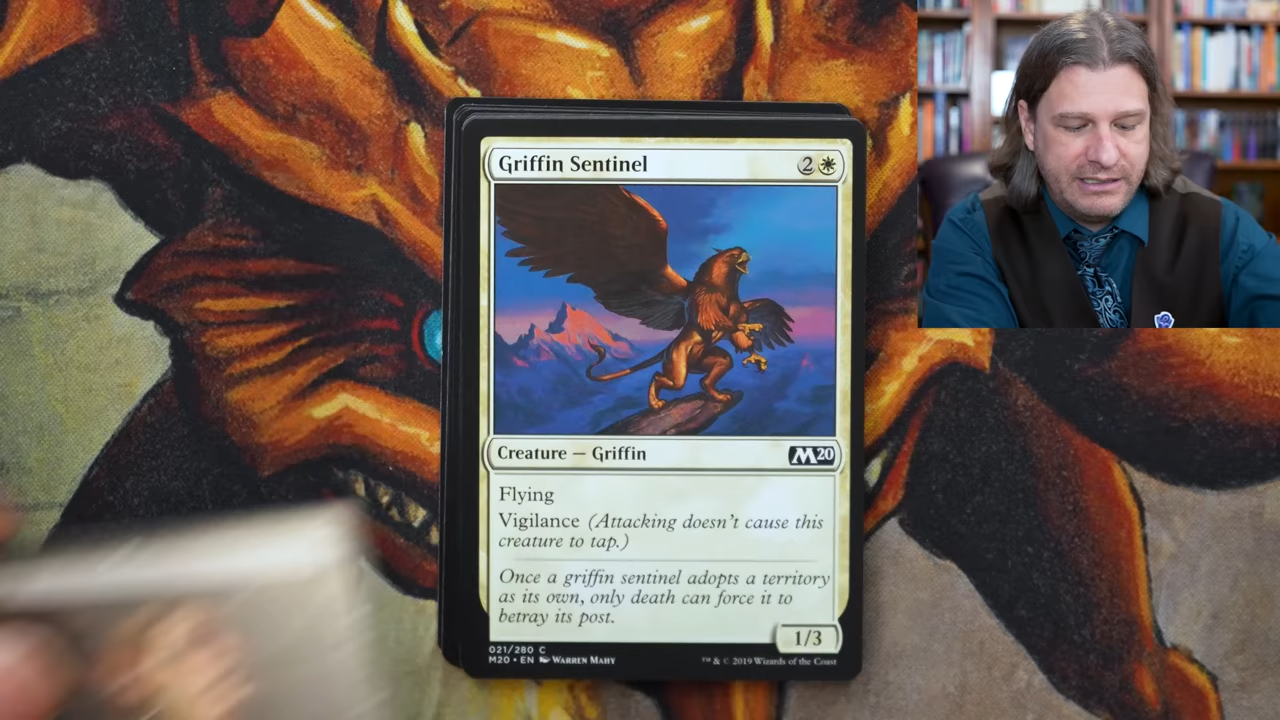 Griffin Sentinel 2
Creature — Griffin M20
Flying
Vigilance (Attacking doesn't cause this
creature to tap.)
Once a griffin sentinel adopts a territory
as its own, only death can force it to
betray its post.
1/3
021/280 C
M20 • EN Warren Mahy ™ & © 2019 Wizards of the Coast